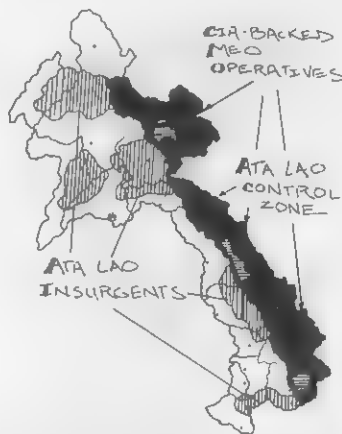 CIA-BACKED
MEO
OPERATIVES
ATA LAO
CONTROL
ZONE
ATA LAO
INSURGENTS